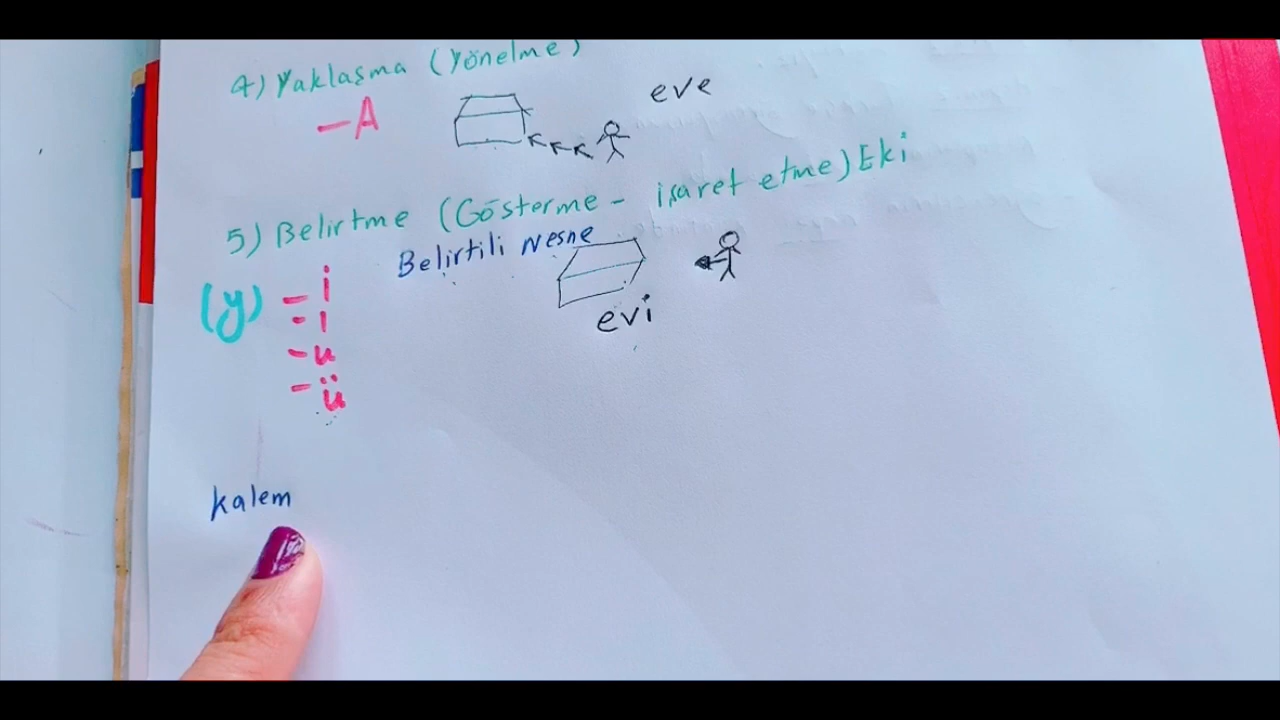 4) Yaklaşma (Yönelme)
-A
eve
5) Belirtme (Gösterme - işaret etme) Eki
Belirtili Nesne
(y) -i
-ı
-u
-ü
evi
kalem